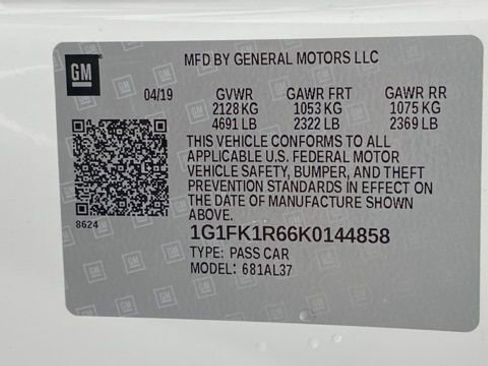 GM
MFD BY GENERAL MOTORS LLC
04/19 GVWR GAWR FRT GAWR RR
2128 KG 1053 KG 1075 KG
4691 LB 2322 LB 2369 LB
THIS VEHICLE CONFORMS TO ALL
APPLICABLE U.S. FEDERAL MOTOR
VEHICLE SAFETY, BUMPER, AND THEFT
PREVENTION STANDARDS IN EFFECT ON
THE DATE OF MANUFACTURE SHOWN
ABOVE.
8624
1G1FK1R66K0144858
TYPE: PASS CAR
MODEL: 681AL37